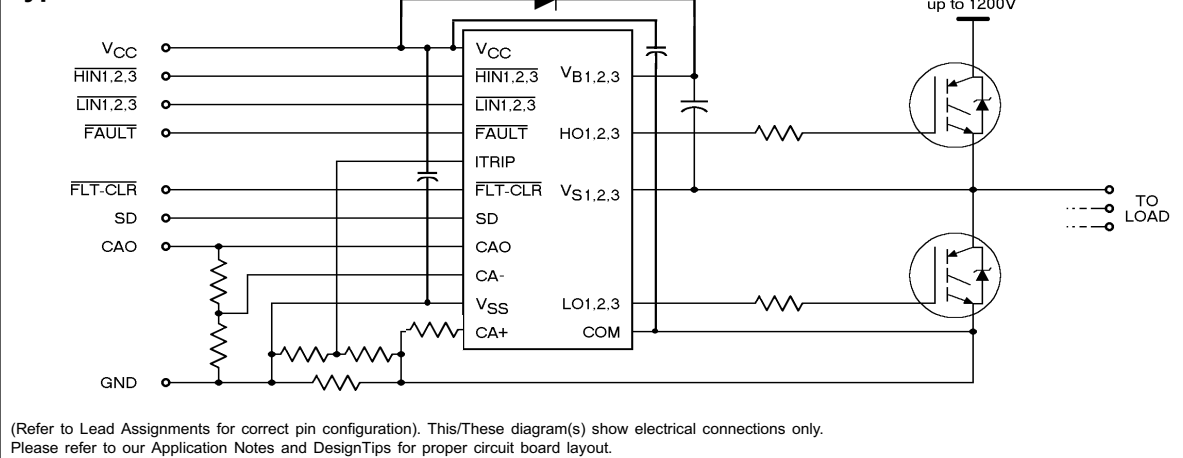 up to 1200V
VCC
HIN1,2,3
LIN1,2,3
FAULT
FLT-CLR
SD
CAO
GND
VCC
HIN1,2,3
LIN1,2,3
FAULT
ITRIP
FLT-CLR
SD
CAO
CA-
VSS
CA+
VB1,2,3
HO1,2,3
VS1,2,3
LO1,2,3
COM
TO
LOAD
(Refer to Lead Assignments for correct pin configuration). This/These diagram(s) show electrical connections only.
Please refer to our Application Notes and DesignTips for proper circuit board layout.